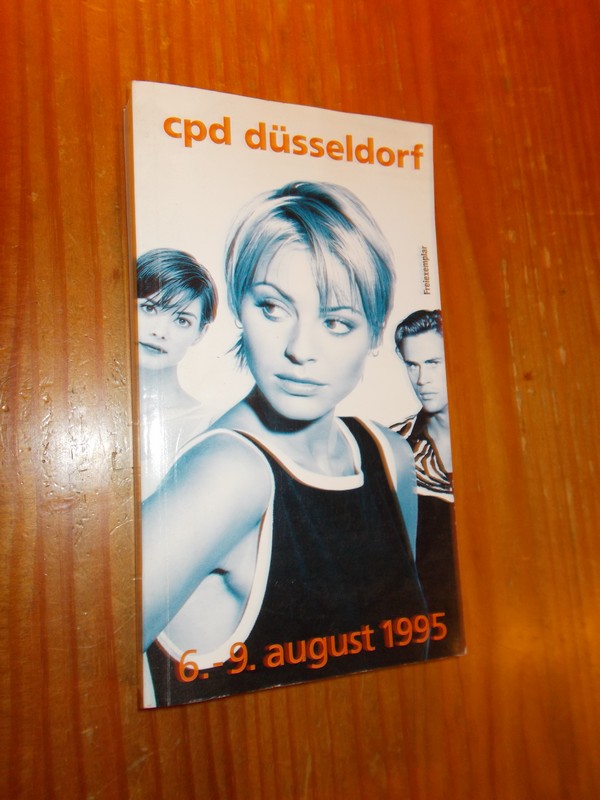 cpd düsseldorf
Freiexemplar
6.-9. august 1995